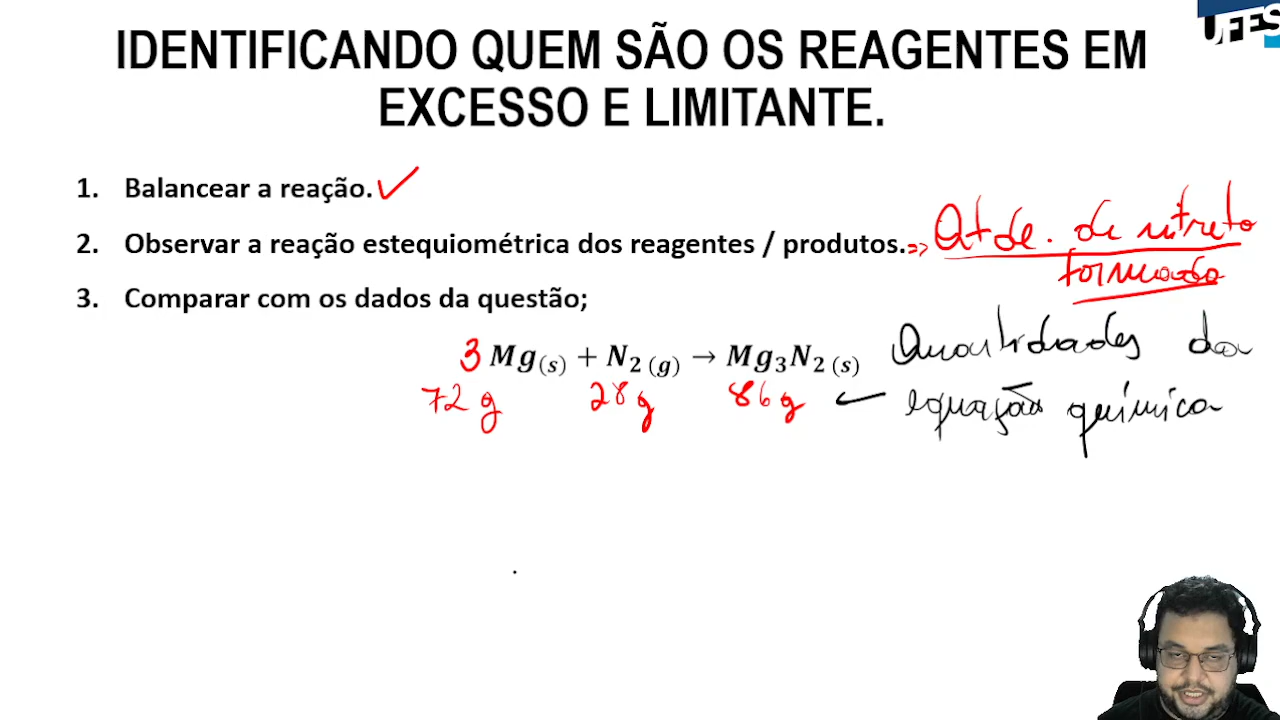 UFES
IDENTIFICANDO QUEM SÃO OS REAGENTES EM
EXCESSO E LIMITANTE.
1. Balancear a reação.
2. Observar a reação estequiométrica dos reagentes / produtos. => Qtde. de nitreto
formado
3. Comparar com os dados da questão;
3 Mg(s) + N2 (g) → Mg3N2 (s)
72 g 28 g 86 g
Quantidades da
equação química